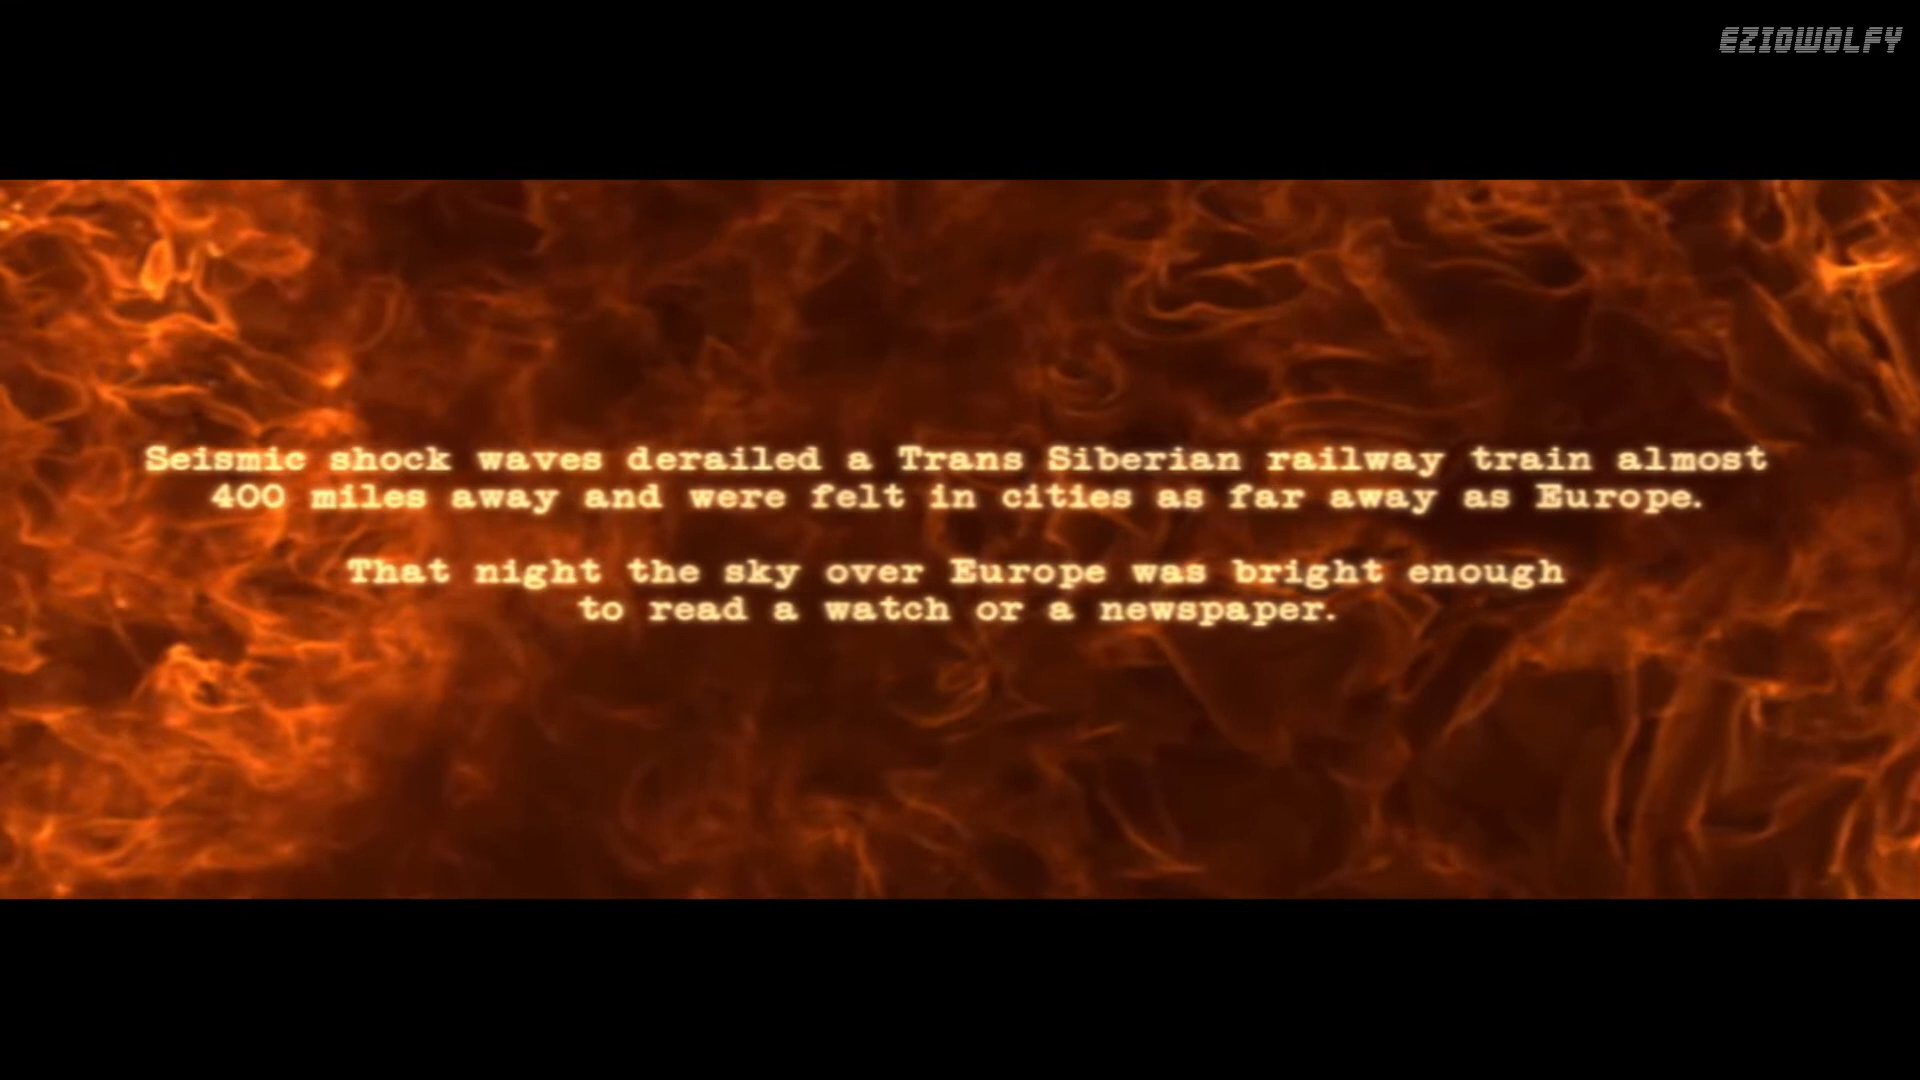 EZIOWOLFY
Seismic shock waves derailed a Trans Siberian railway train almost
400 miles away and were felt in cities as far away as Europe.
That night the sky over Europe was bright enough
to read a watch or a newspaper.